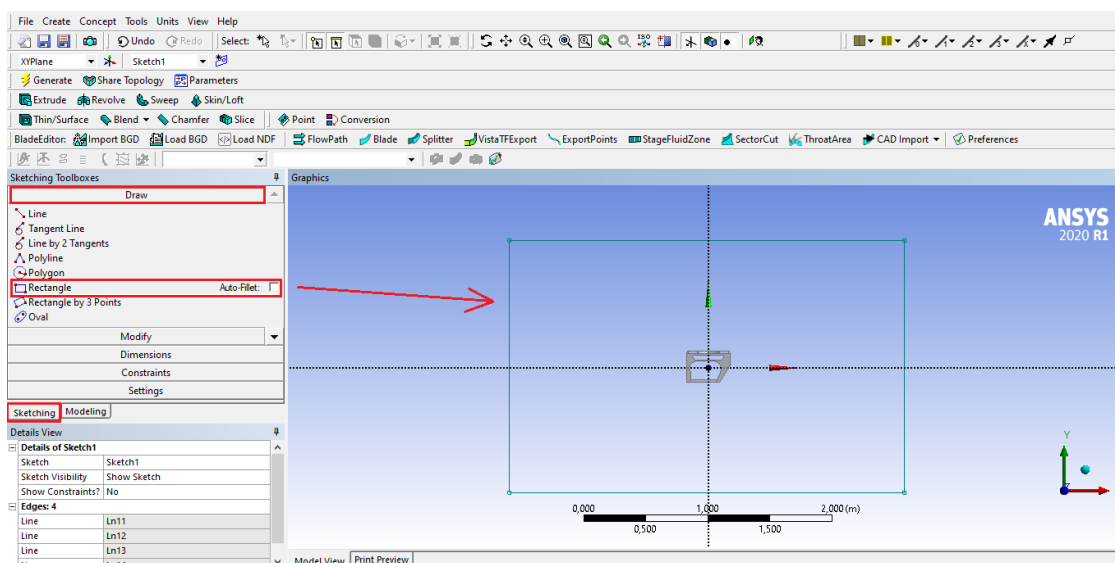 File Create Concept Tools Units View Help
Undo Redo Select: ISO
XYPlane Sketch1
Generate Share Topology Parameters
Extrude Revolve Sweep Skin/Loft
Thin/Surface Blend Chamfer Slice Point Conversion
BladeEditor: Import BGD Load BGD Load NDF FlowPath Blade Splitter VistaTFExport ExportPoints StageFluidZone SectorCut ThroatArea CAD Import Preferences
Sketching Toolboxes
Draw
Line
Tangent Line
Line by 2 Tangents
Polyline
Polygon
Rectangle Auto-Fillet:
Rectangle by 3 Points
Oval
Modify
Dimensions
Constraints
Settings
Sketching Modeling
Details View
Details of Sketch1
Sketch Sketch1
Sketch Visibility Show Sketch
Show Constraints? No
Edges: 4
Line Ln11
Line Ln12
Line Ln13
Graphics
ANSYS
2020 R1
Y
0,000 1,000 2,000 (m)
0,500 1,500
Model View Print Preview